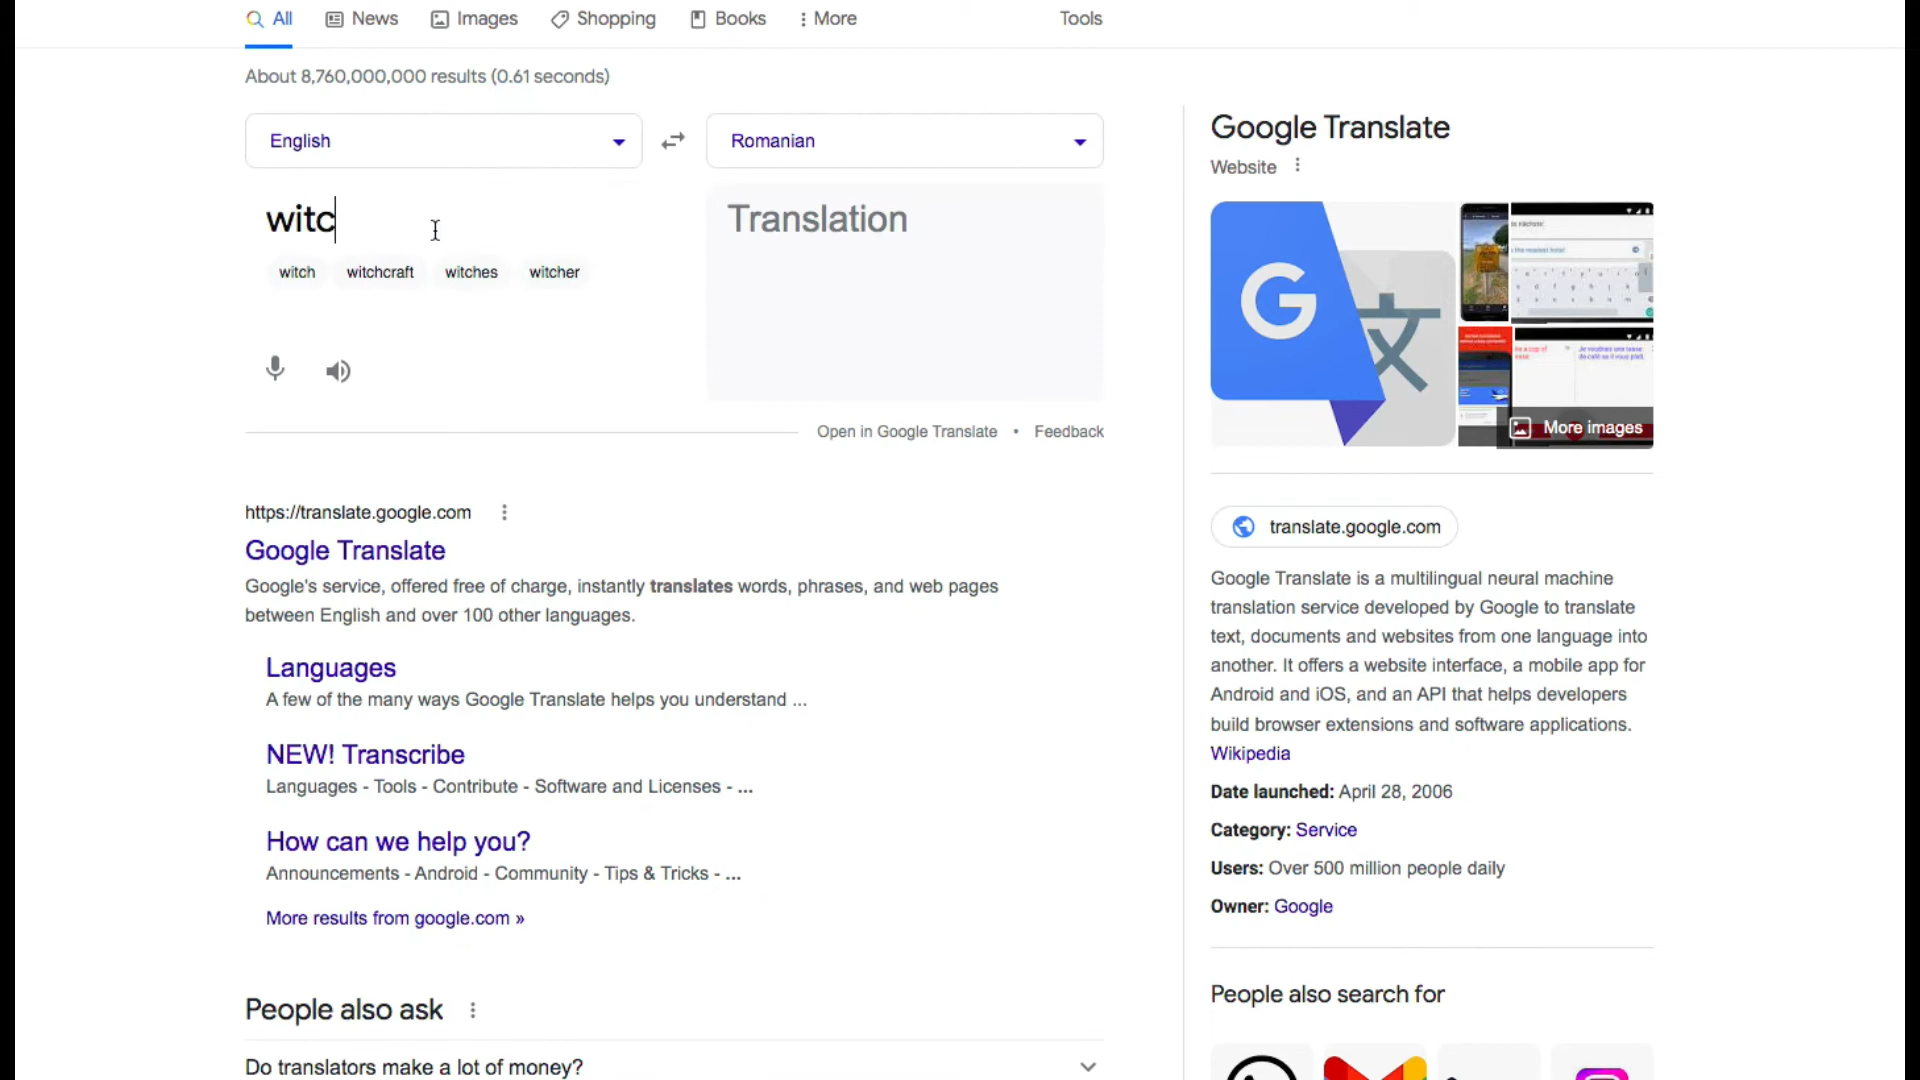 All News Images Shopping Books More Tools
About 8,760,000,000 results (0.61 seconds)
English Romanian
witc
Translation
witch witchcraft witches witcher
Open in Google Translate • Feedback
https://translate.google.com
Google Translate
Google's service, offered free of charge, instantly translates words, phrases, and web pages
between English and over 100 other languages.
Languages
A few of the many ways Google Translate helps you understand ...
NEW! Transcribe
Languages - Tools - Contribute - Software and Licenses - ...
How can we help you?
Announcements - Android - Community - Tips & Tricks - ...
More results from google.com »
People also ask
Do translators make a lot of money?
Google Translate
Website
G
文
More images
translate.google.com
Google Translate is a multilingual neural machine
translation service developed by Google to translate
text, documents and websites from one language into
another. It offers a website interface, a mobile app for
Android and iOS, and an API that helps developers
build browser extensions and software applications.
Wikipedia
Date launched: April 28, 2006
Category: Service
Users: Over 500 million people daily
Owner: Google
People also search for